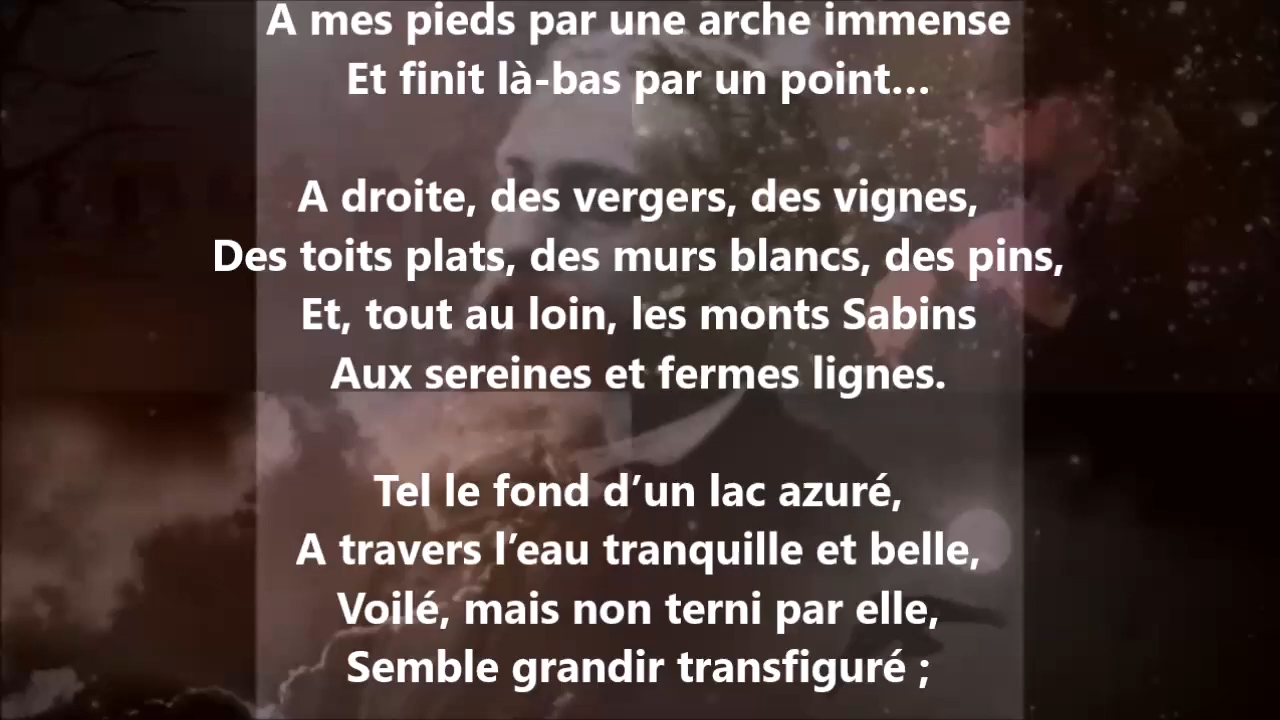 A mes pieds par une arche immense
Et finit là-bas par un point…
A droite, des vergers, des vignes,
Des toits plats, des murs blancs, des pins,
Et, tout au loin, les monts Sabins
Aux sereines et fermes lignes.
Tel le fond d’un lac azuré,
A travers l’eau tranquille et belle,
Voilé, mais non terni par elle,
Semble grandir transfiguré ;